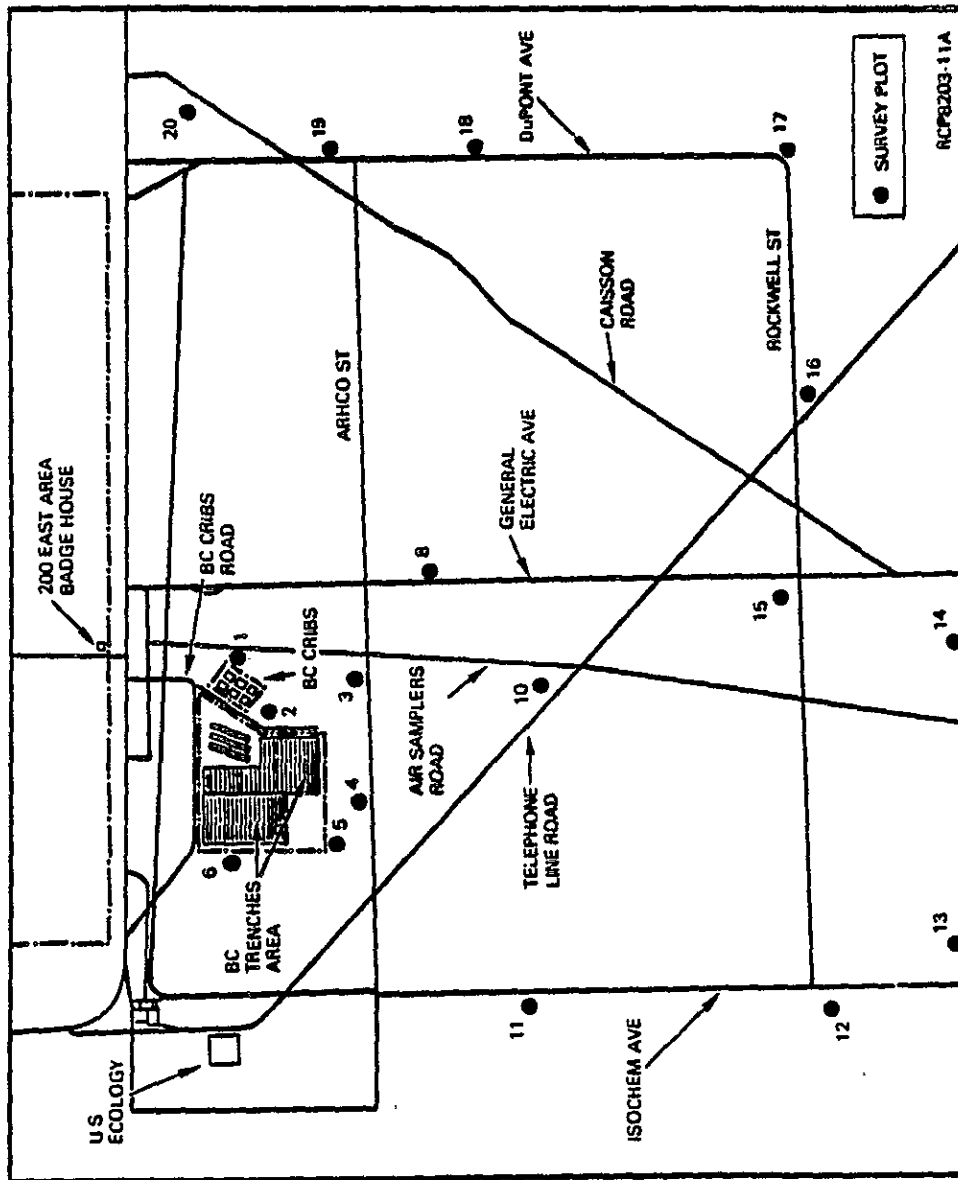 U S
ECOLOGY
200 EAST AREA
BADGE HOUSE
BC CRIBS
ROAD
20
6
1
BC
TRENCHES
AREA
2
BC CRIBS
5
4
3
ARHCO ST
19
AIR SAMPLERS
ROAD
8
18
GENERAL
ELECTRIC AVE
DuPONT AVE
11
TELEPHONE
LINE ROAD
10
CAISSON
ROAD
ISOCHEM AVE
15
ROCKWELL ST
17
12
16
13
14
SURVEY PLOT
RCP8203-11A